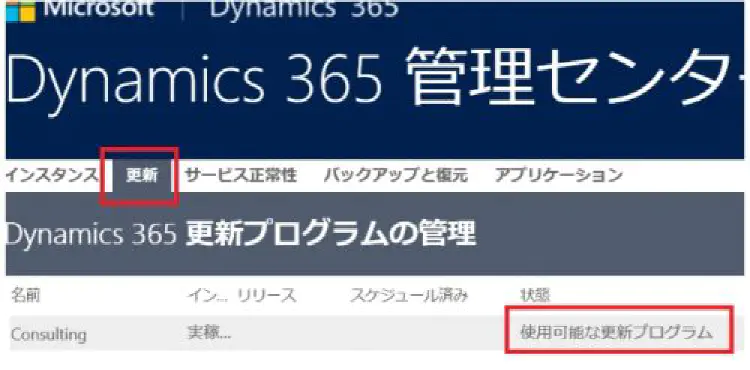 Microsoft Dynamics 365
Dynamics 365 管理センター
インスタンス 更新 サービス正常性 バックアップと復元 アプリケーション
Dynamics 365 更新プログラムの管理
名前 イン... リリース スケジュール済み 状態
Consulting 実稼... 使用可能な更新プログラム